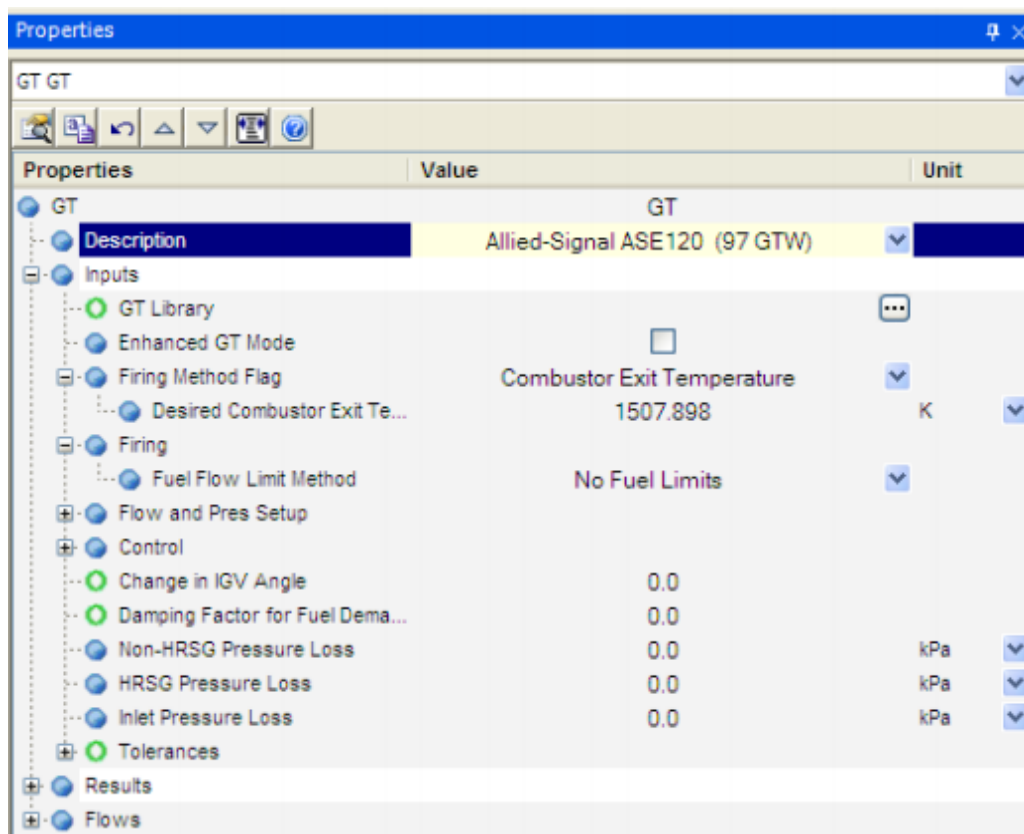 Properties
GT GT
Properties Value Unit
GT GT
Description Allied-Signal ASE120 (97 GTW)
Inputs
GT Library
Enhanced GT Mode
Firing Method Flag Combustor Exit Temperature
Desired Combustor Exit Te... 1507.898 K
Firing
Fuel Flow Limit Method No Fuel Limits
Flow and Pres Setup
Control
Change in IGV Angle 0.0
Damping Factor for Fuel Dema... 0.0
Non-HRSG Pressure Loss 0.0 kPa
HRSG Pressure Loss 0.0 kPa
Inlet Pressure Loss 0.0 kPa
Tolerances
Results
Flows